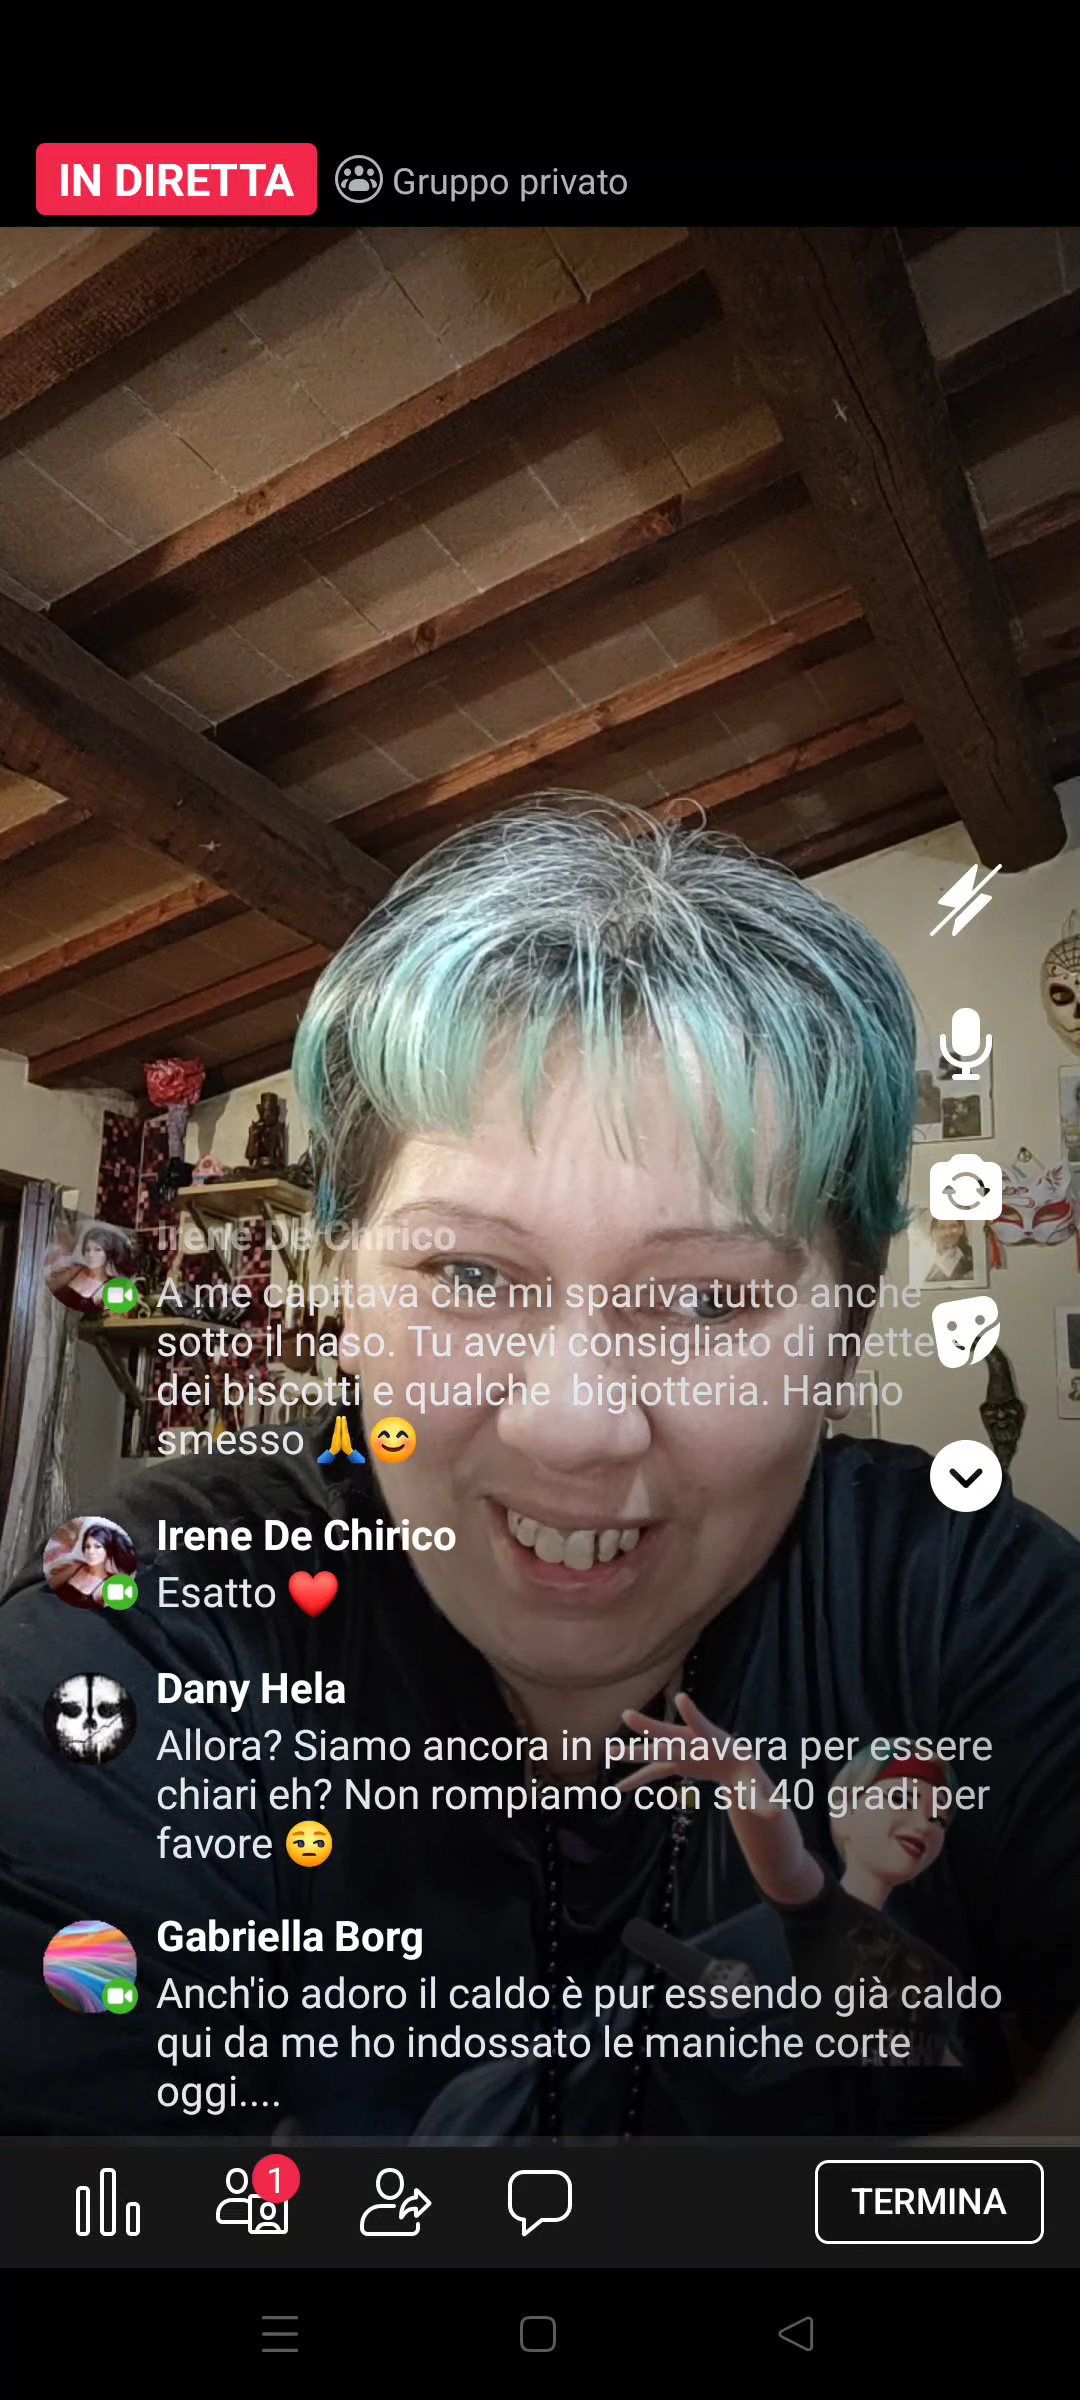 IN DIRETTA
Gruppo privato
Irene De Chirico
A me capitava che mi spariva tutto anche
sotto il naso. Tu avevi consigliato di mette
dei biscotti e qualche  bigiotteria. Hanno
smesso 🙏😊
Irene De Chirico
Esatto ❤️
Dany Hela
Allora? Siamo ancora in primavera per essere
chiari eh? Non rompiamo con sti 40 gradi per
favore 😒
Gabriella Borg
Anch'io adoro il caldo è pur essendo già caldo
qui da me ho indossato le maniche corte
oggi....
1
TERMINA